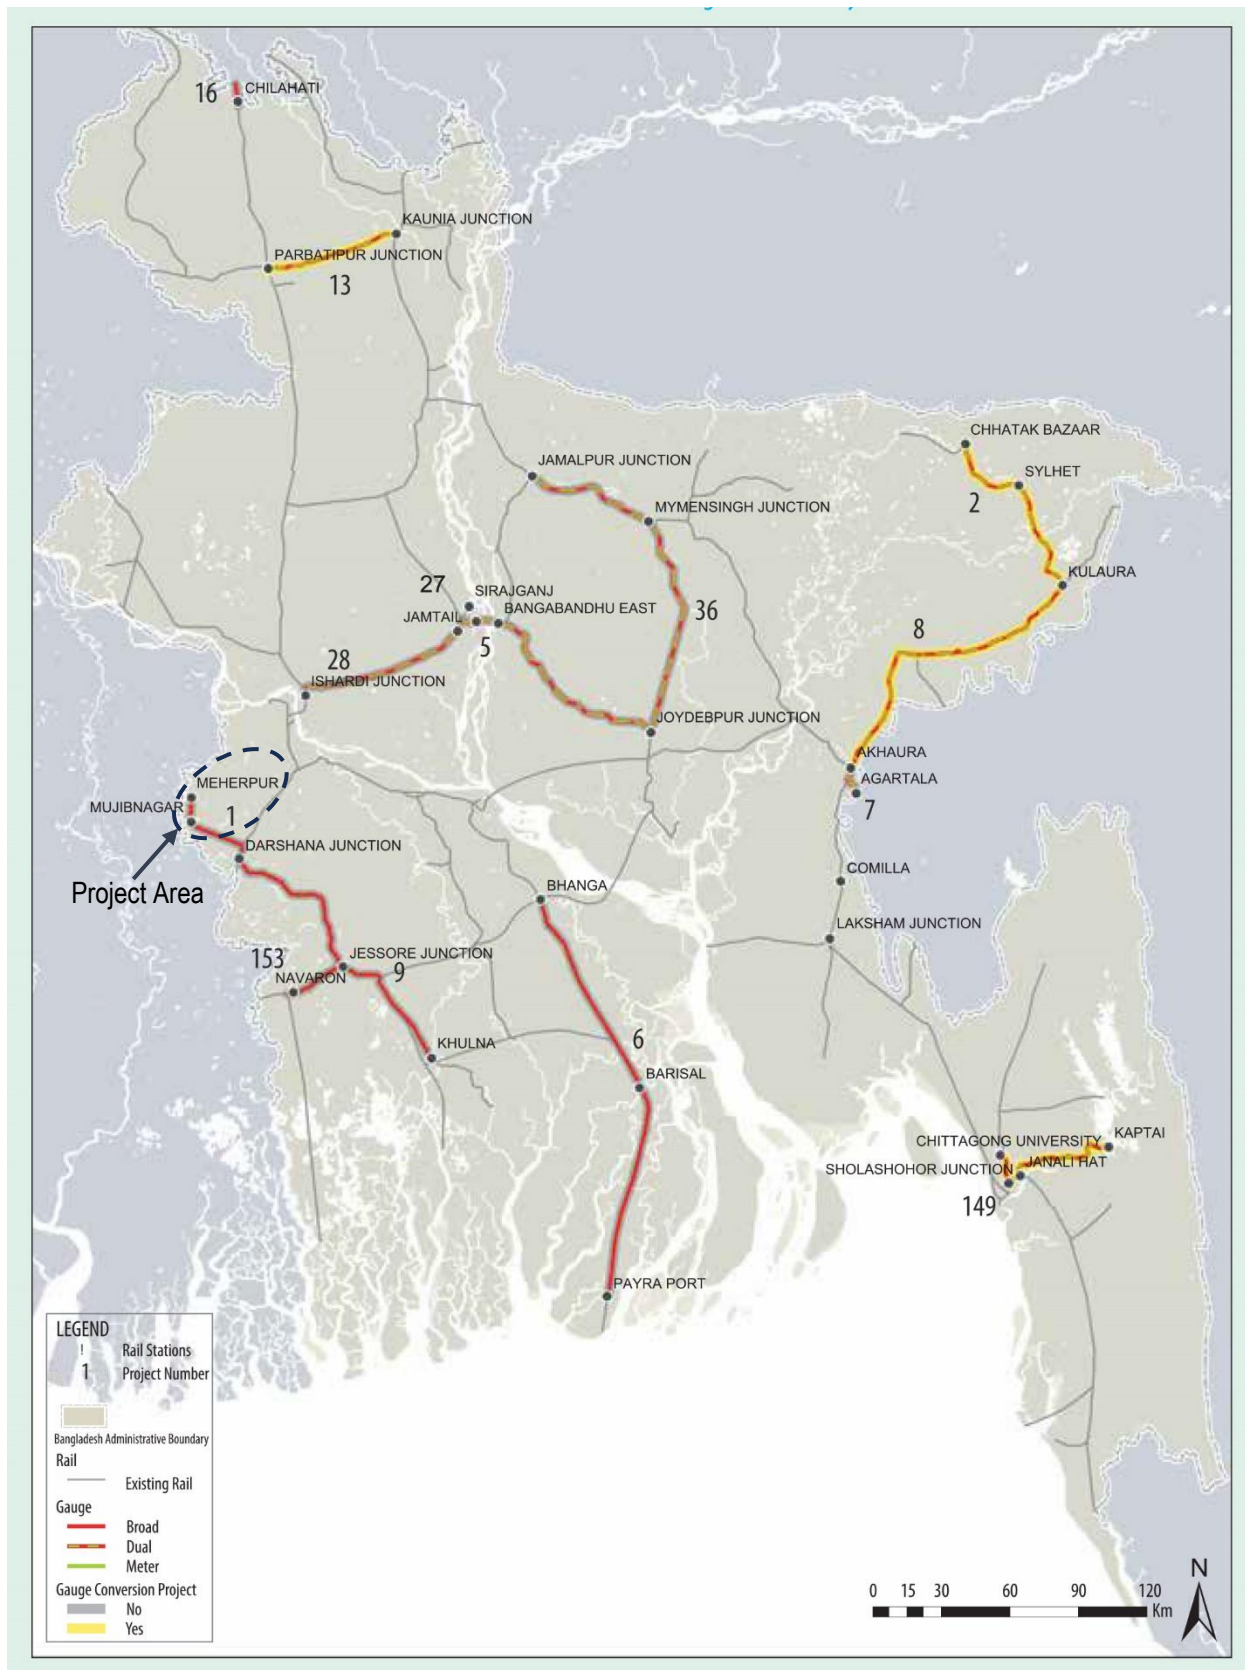 16
CHILAHATI
KAUNIA JUNCTION
PARBATIPUR JUNCTION
13
CHHATAK BAZAAR
JAMALPUR JUNCTION
SYLHET
2
MYMENSINGH JUNCTION
KULAURA
27
SIRAJGANJ
BANGABANDHU EAST
JAMTAIL
36
5
8
28
ISHARDI JUNCTION
JOYDEBPUR JUNCTION
AKHAURA
MEHERPUR
AGARTALA
MUJIBNAGAR
1
7
DARSHANA JUNCTION
COMILLA
Project Area
BHANGA
LAKSHAM JUNCTION
153
JESSORE JUNCTION
9
NAVARON
KHULNA
6
BARISAL
KAPTAI
CHITTAGONG UNIVERSITY
JANALI HAT
SHOLASHOHOR JUNCTION
149
PAYRA PORT
LEGEND
! Rail Stations
1 Project Number
Bangladesh Administrative Boundary
Rail
Existing Rail
Gauge
Broad
Dual
Meter
Gauge Conversion Project
No
Yes
0 15 30 60 90 120
Km
N